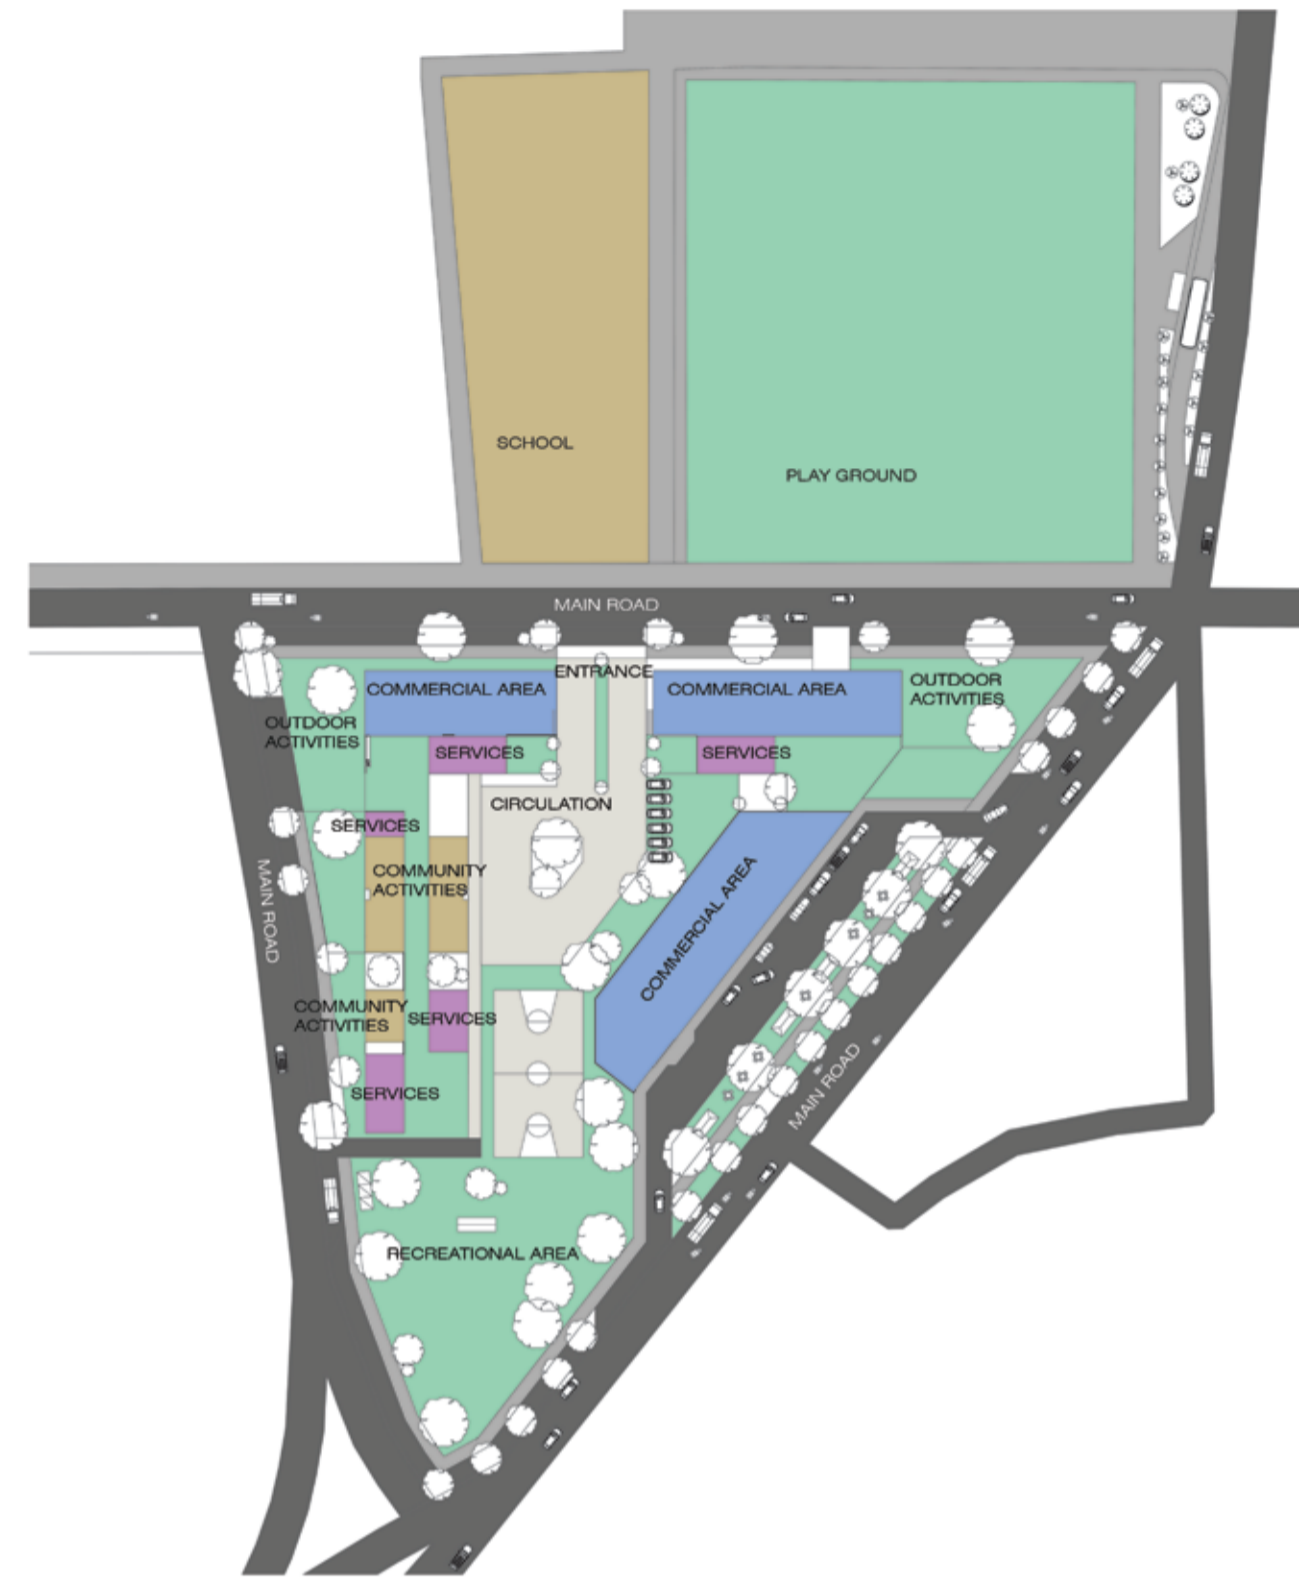 SCHOOL
PLAY GROUND
MAIN ROAD
ENTRANCE
COMMERCIAL AREA
COMMERCIAL AREA
OUTDOOR
ACTIVITIES
OUTDOOR
ACTIVITIES
SERVICES
SERVICES
CIRCULATION
SERVICES
COMMUNITY
ACTIVITIES
MAIN ROAD
COMMERCIAL AREA
COMMUNITY
ACTIVITIES
SERVICES
MAIN ROAD
SERVICES
RECREATIONAL AREA